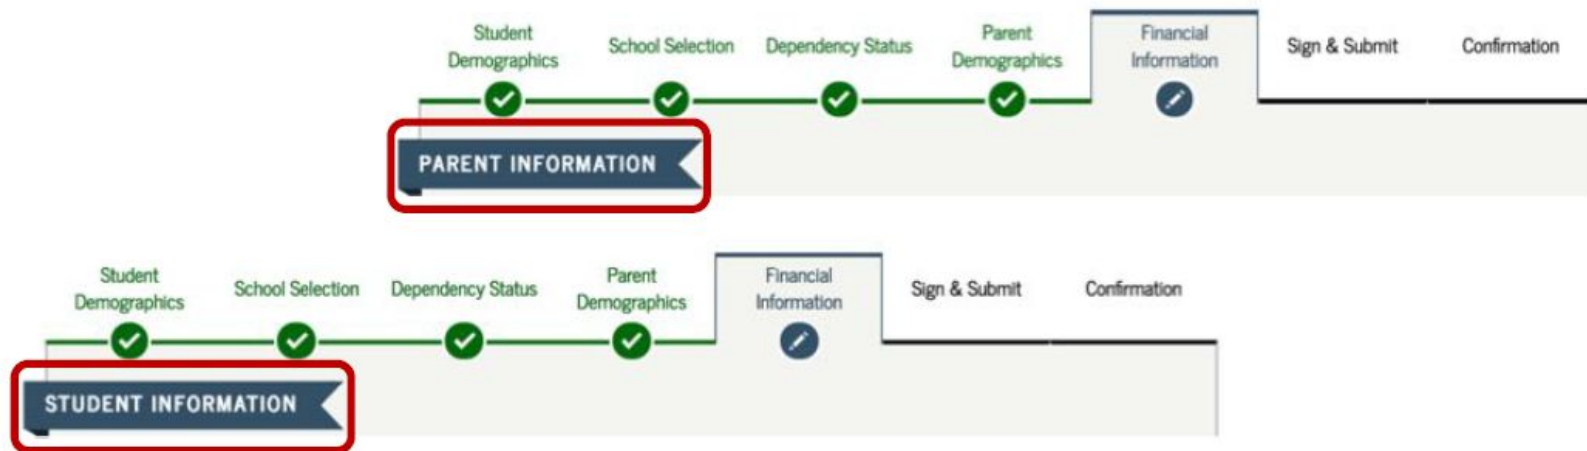 Student
Demographics
School Selection
Dependency Status
Parent
Demographics
Financial
Information
Sign & Submit
Confirmation
PARENT INFORMATION
Student
Demographics
School Selection
Dependency Status
Parent
Demographics
Financial
Information
Sign & Submit
Confirmation
STUDENT INFORMATION